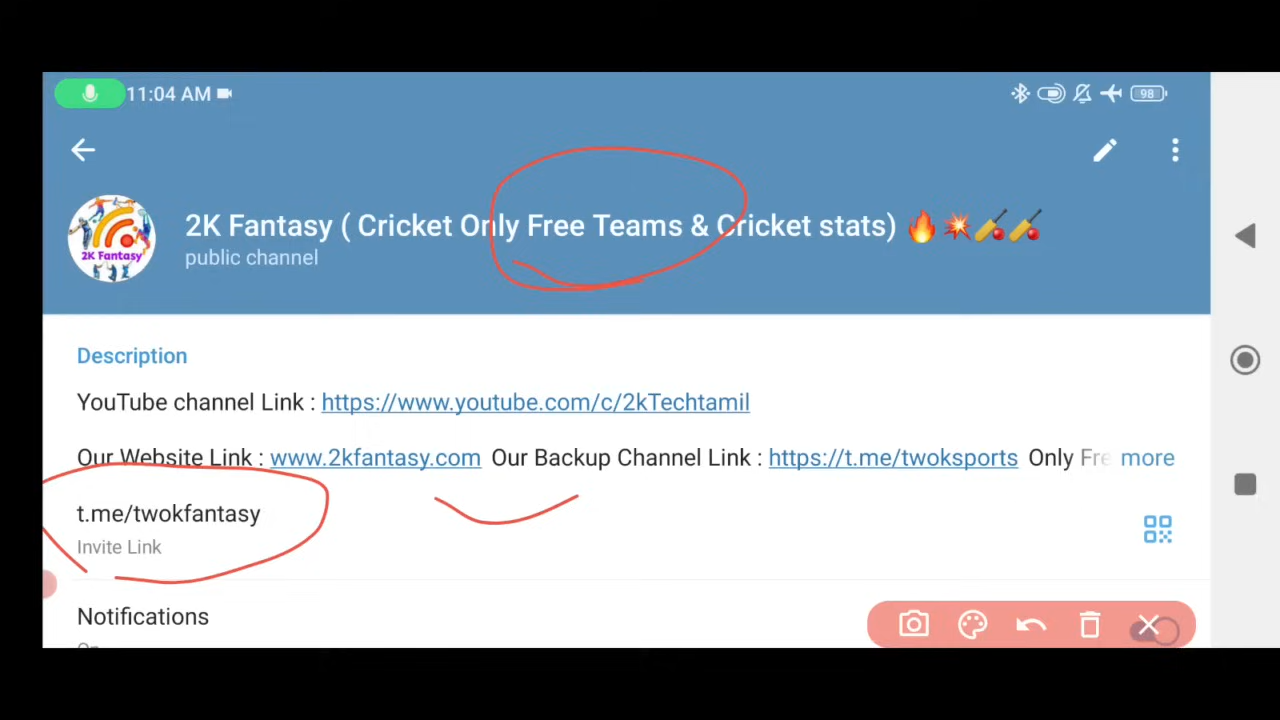 11:04 AM
98
2K Fantasy ( Cricket Only Free Teams & Cricket stats) 🔥💥🏏🏏
public channel
2K Fantasy
Description
YouTube channel Link : https://www.youtube.com/c/2kTechtamil
Our Website Link : www.2kfantasy.com Our Backup Channel Link : https://t.me/twoksports Only Fre more
t.me/twokfantasy
Invite Link
Notifications